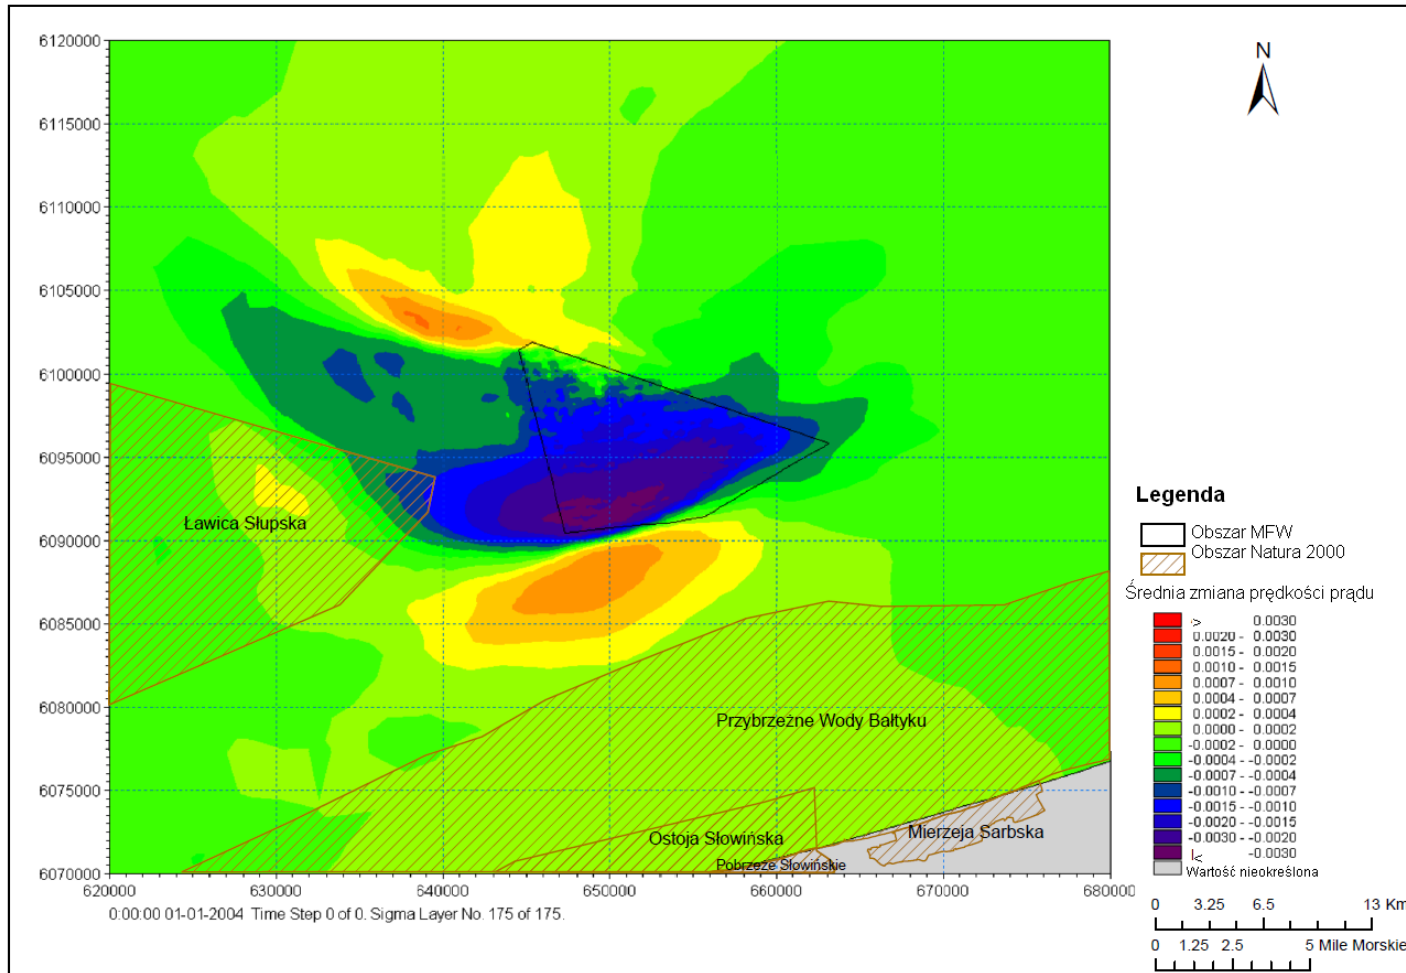 6120000
6115000
6110000
6105000
6100000
6095000
6090000
6085000
6080000
6075000
6070000
620000
630000
640000
650000
660000
670000
680000
Ławica Słupska
Przybrzeżne Wody Bałtyku
Ostoja Słowińska
Mierzeja Sarbska
Pobrzeże Słowińskie
0:00:00 01-01-2004 Time Step 0 of 0. Sigma Layer No. 175 of 175.
N
Legenda
Obszar MFW
Obszar Natura 2000
Średnia zmiana prędkości prądu
> 0.0030
0.0020 - 0.0030
0.0015 - 0.0020
0.0010 - 0.0015
0.0007 - 0.0010
0.0004 - 0.0007
0.0002 - 0.0004
0.0000 - 0.0002
-0.0002 - 0.0000
-0.0004 - -0.0002
-0.0007 - -0.0004
-0.0010 - -0.0007
-0.0015 - -0.0010
-0.0020 - -0.0015
-0.0030 - -0.0020
< -0.0030
Wartość nieokreślona
0 3.25 6.5 13 Km
0 1.25 2.5 5 Mile Morskie